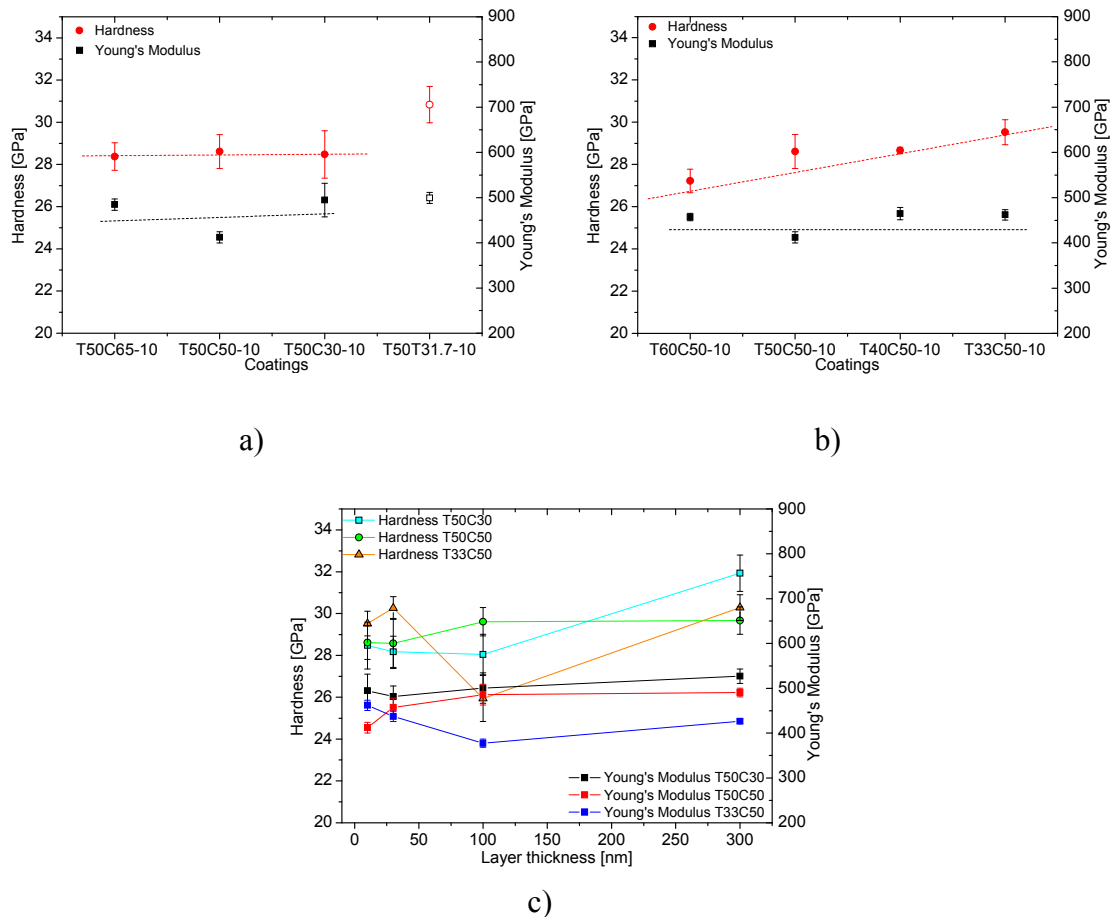 Hardness
Young's Modulus
Hardness [GPa]
34
32
30
28
26
24
22
20
900
800
700
600
500
400
300
200
Young's Modulus [GPa]
T50C65-10 T50C50-10 T50C30-10 T50T31.7-10
Coatings
a)
Hardness
Young's Modulus
Hardness [GPa]
34
32
30
28
26
24
22
20
900
800
700
600
500
400
300
200
Young's Modulus [GPa]
T60C50-10 T50C50-10 T40C50-10 T33C50-10
Coatings
b)
Hardness T50C30
Hardness T50C50
Hardness T33C50
Hardness [GPa]
34
32
30
28
26
24
22
20
900
800
700
600
500
400
300
200
Young's Modulus [GPa]
Young's Modulus T50C30
Young's Modulus T50C50
Young's Modulus T33C50
0 50 100 150 200 250 300
Layer thickness [nm]
c)